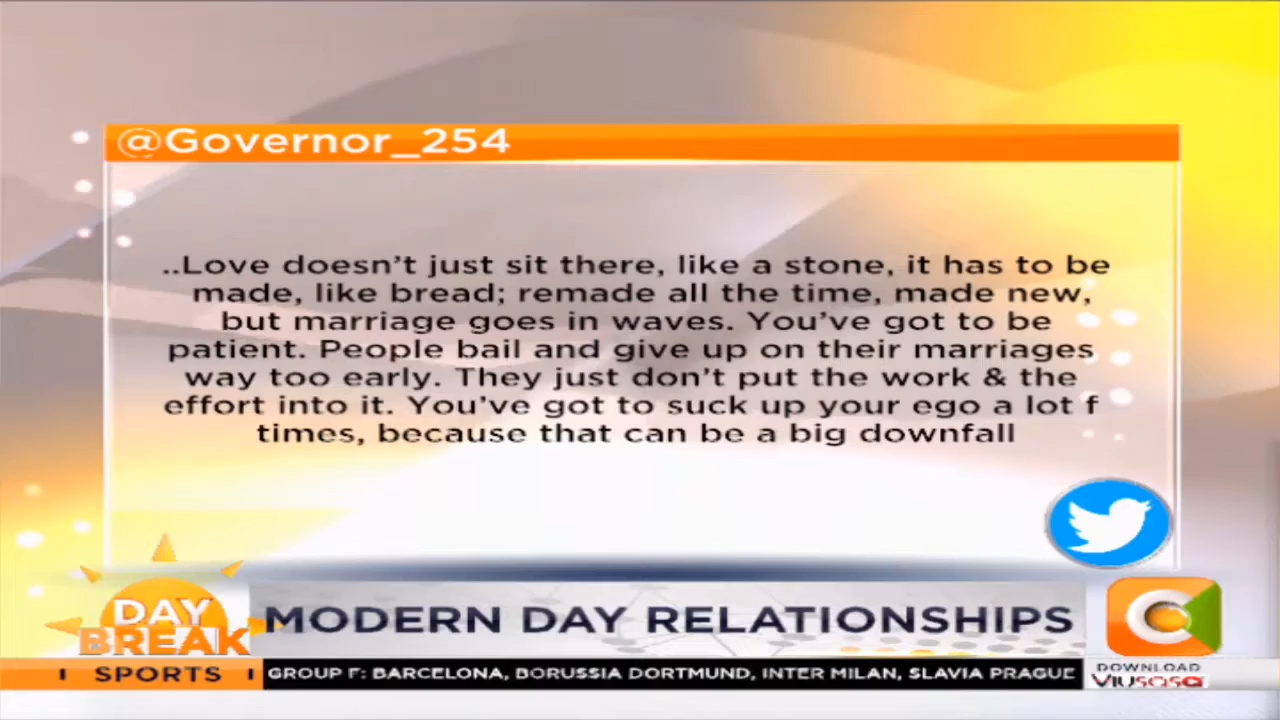 @Governor_254
..Love doesn't just sit there, like a stone, it has to be
made, like bread; remade all the time, made new,
but marriage goes in waves. You've got to be
patient. People bail and give up on their marriages
way too early. They just don't put the work & the
effort into it. You've got to suck up your ego a lot f
times, because that can be a big downfall
DAY
BREAK
MODERN DAY RELATIONSHIPS
SPORTS
GROUP F: BARCELONA, BORUSSIA DORTMUND, INTER MILAN, SLAVIA PRAGUE
DOWNLOAD
Viusasa